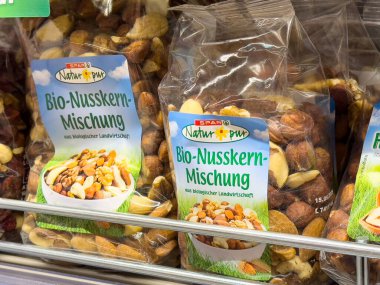 SPAR
Natur pur
Bio-Nusskern-
Mischung
aus biologischer Landwirtschaft
SPAR
Natur pur
Bio-Nusskern-
Mischung
aus biologischer Landwirtschaft